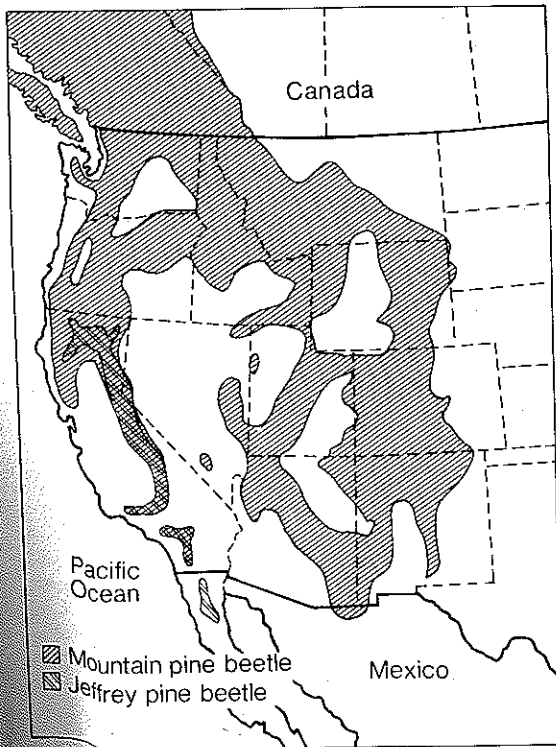 Canada
Pacific
Ocean
Mountain pine beetle
Jeffrey pine beetle
Mexico